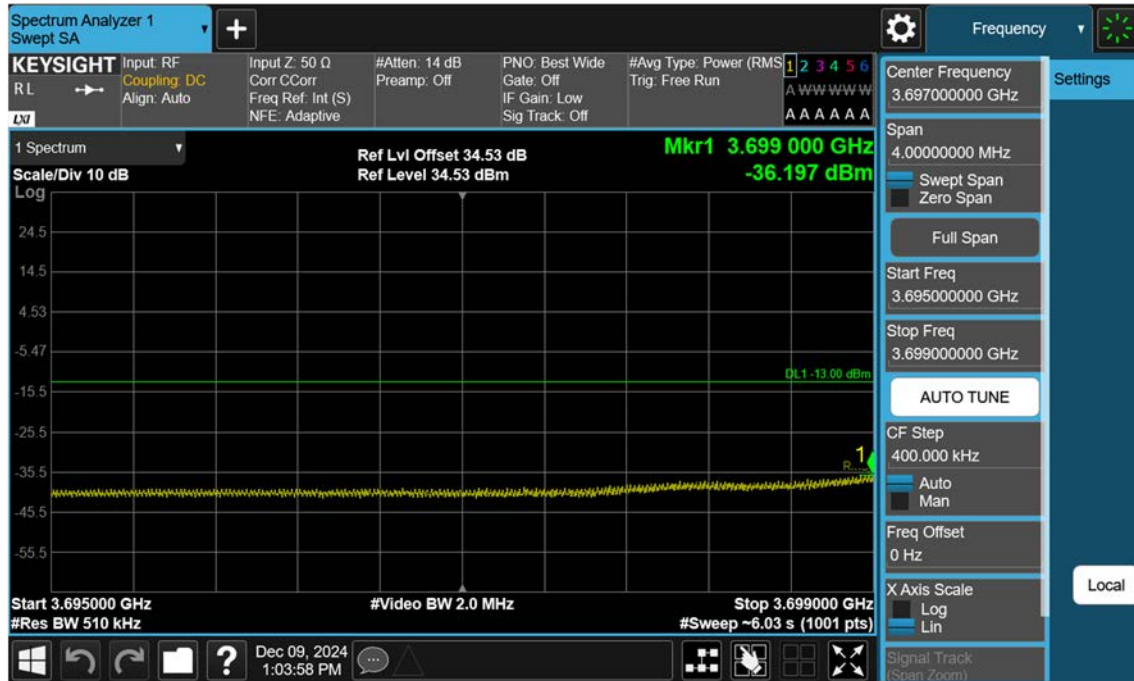 Spectrum Analyzer 1
Swept SA
+
Frequency
KEYSIGHT
RL
LXI
Input: RF
Coupling: DC
Align: Auto
Input Z: 50 Ω
Corr CCorr
Freq Ref: Int (S)
NFE: Adaptive
#Atten: 14 dB
Preamp: Off
PNO: Best Wide
Gate: Off
IF Gain: Low
Sig Track: Off
#Avg Type: Power (RMS
Trig: Free Run
1 2 3 4 5 6
A W W W W W
A A A A A A
1 Spectrum
Scale/Div 10 dB
Ref Lvl Offset 34.53 dB
Ref Level 34.53 dBm
Mkr1 3.699 000 GHz
-36.197 dBm
Log
24.5
14.5
4.53
-5.47
DL1 -13.00 dBm
-15.5
-25.5
1
-35.5
-45.5
-55.5
Start 3.695000 GHz
#Res BW 510 kHz
#Video BW 2.0 MHz
Stop 3.699000 GHz
#Sweep ~6.03 s (1001 pts)
?
Dec 09, 2024
1:03:58 PM
Center Frequency
3.697000000 GHz
Span
4.00000000 MHz
Swept Span
Zero Span
Full Span
Start Freq
3.695000000 GHz
Stop Freq
3.699000000 GHz
AUTO TUNE
CF Step
400.000 kHz
Auto
Man
Freq Offset
0 Hz
X Axis Scale
Log
Lin
Signal Track
(Span Zoom)
Settings
Local